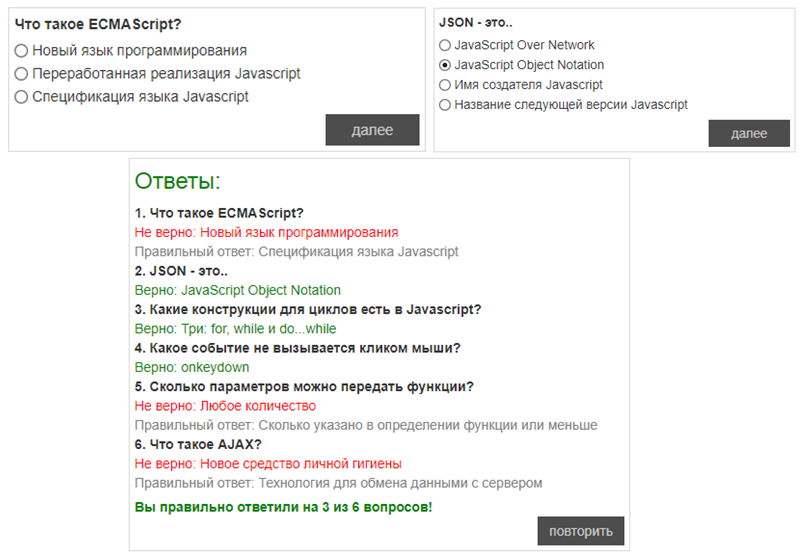 Что такое ECMAScript?
Новый язык программирования
Переработанная реализация Javascript
Спецификация языка Javascript
далее
JSON - это..
JavaScript Over Network
JavaScript Object Notation
Имя создателя Javascript
Название следующей версии Javascript
далее
Ответы:
1. Что такое ECMAScript?
Не верно: Новый язык программирования
Правильный ответ: Спецификация языка Javascript
2. JSON - это..
Верно: JavaScript Object Notation
3. Какие конструкции для циклов есть в Javascript?
Верно: Три: for, while и do...while
4. Какое событие не вызывается кликом мыши?
Верно: onkeydown
5. Сколько параметров можно передать функции?
Не верно: Любое количество
Правильный ответ: Сколько указано в определении функции или меньше
6. Что такое AJAX?
Не верно: Новое средство личной гигиены
Правильный ответ: Технология для обмена данными с сервером
Вы правильно ответили на 3 из 6 вопросов!
повторить